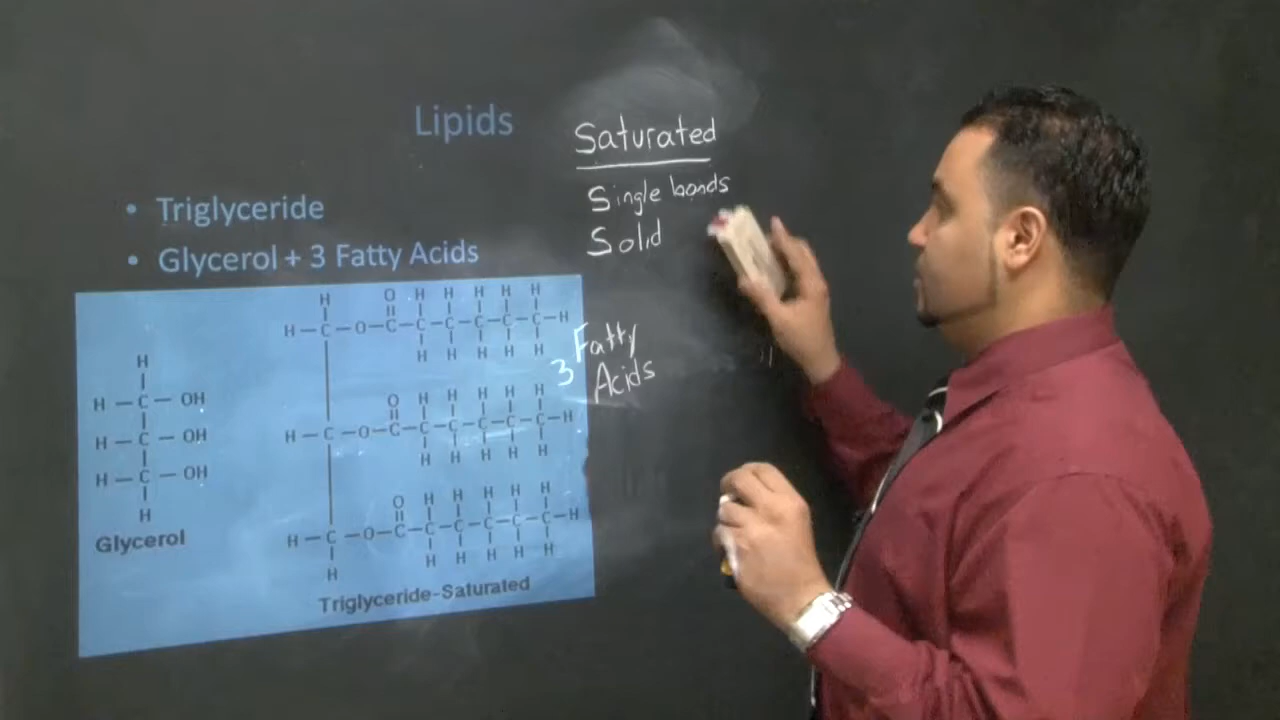 Lipids
Saturated
Single bonds
Solid
• Triglyceride
• Glycerol + 3 Fatty Acids
H
H — C — OH
H — C — OH
H — C — OH
H
Glycerol
H O H H H H H
H — C — O — C — C — C — C — C — C — H
H H H H H
O H H H H H
H — C — O — C — C — C — C — C — C — H
H H H H H
O H H H H H
H — C — O — C — C — C — C — C — C — H
H H H H H H
Triglyceride-Saturated
3 Fatty
Acids